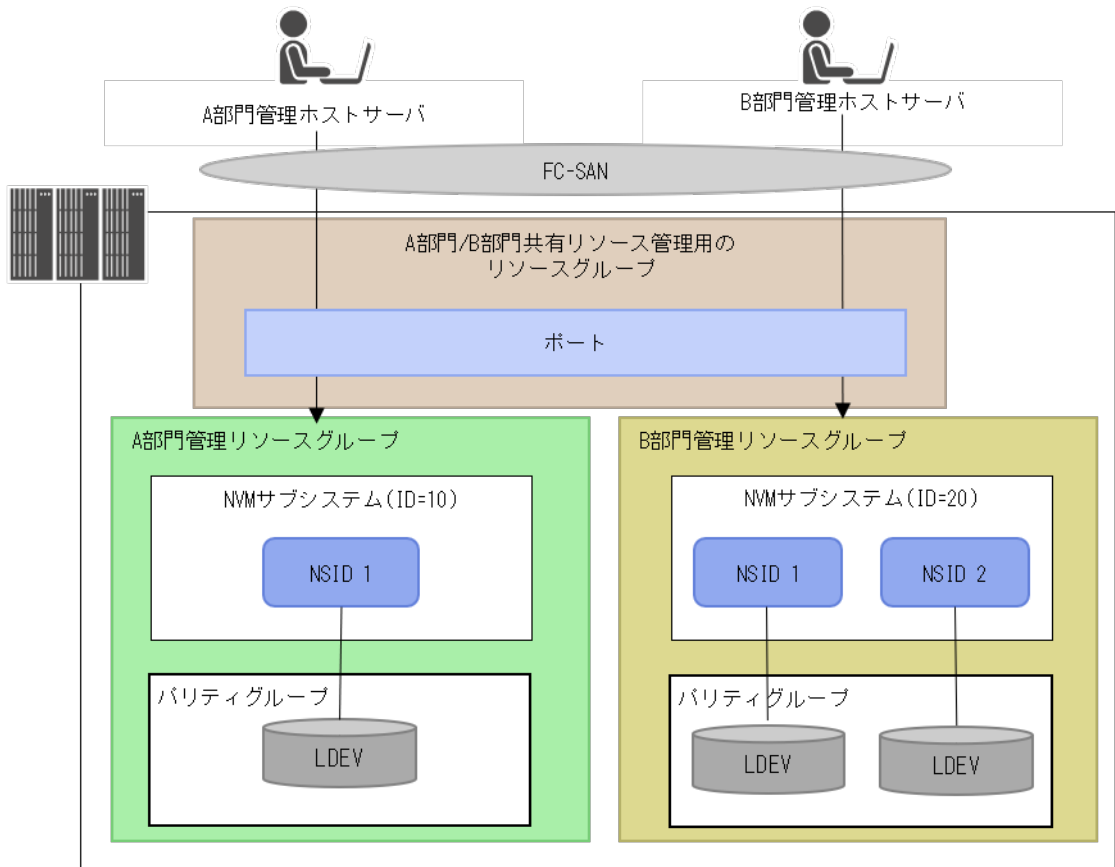 A部門管理ホストサーバ
B部門管理ホストサーバ
FC-SAN
A部門/B部門共有リソース管理用の
リソースグループ
ポート
A部門管理リソースグループ
NVMサブシステム(ID=10)
NSID 1
パリティグループ
LDEV
B部門管理リソースグループ
NVMサブシステム(ID=20)
NSID 1
NSID 2
パリティグループ
LDEV
LDEV